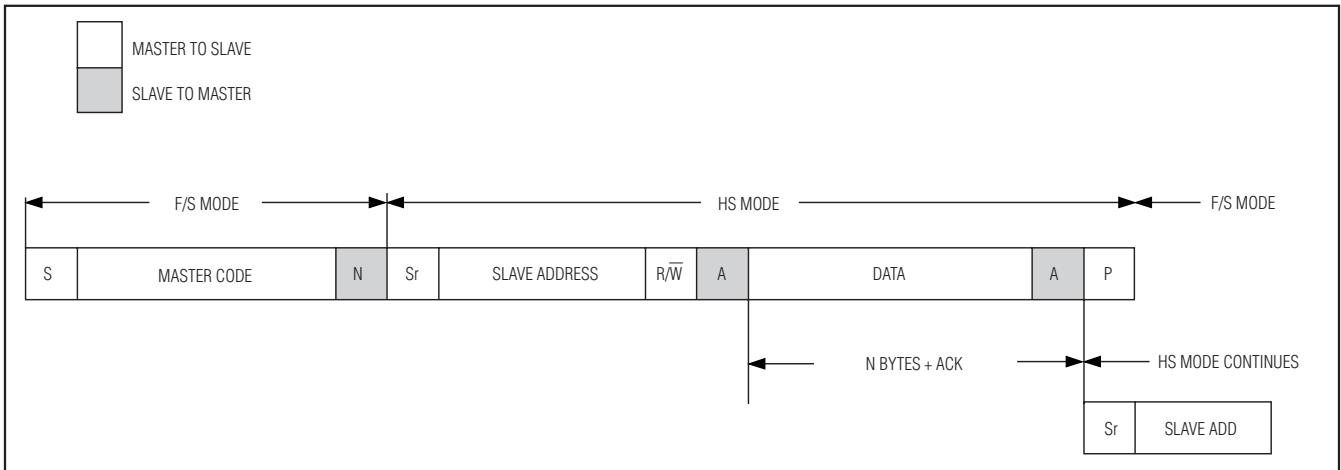 MASTER TO SLAVE
SLAVE TO MASTER
F/S MODE HS MODE F/S MODE
S MASTER CODE N Sr SLAVE ADDRESS R/W̅ A DATA A P
N BYTES + ACK HS MODE CONTINUES
Sr SLAVE ADD